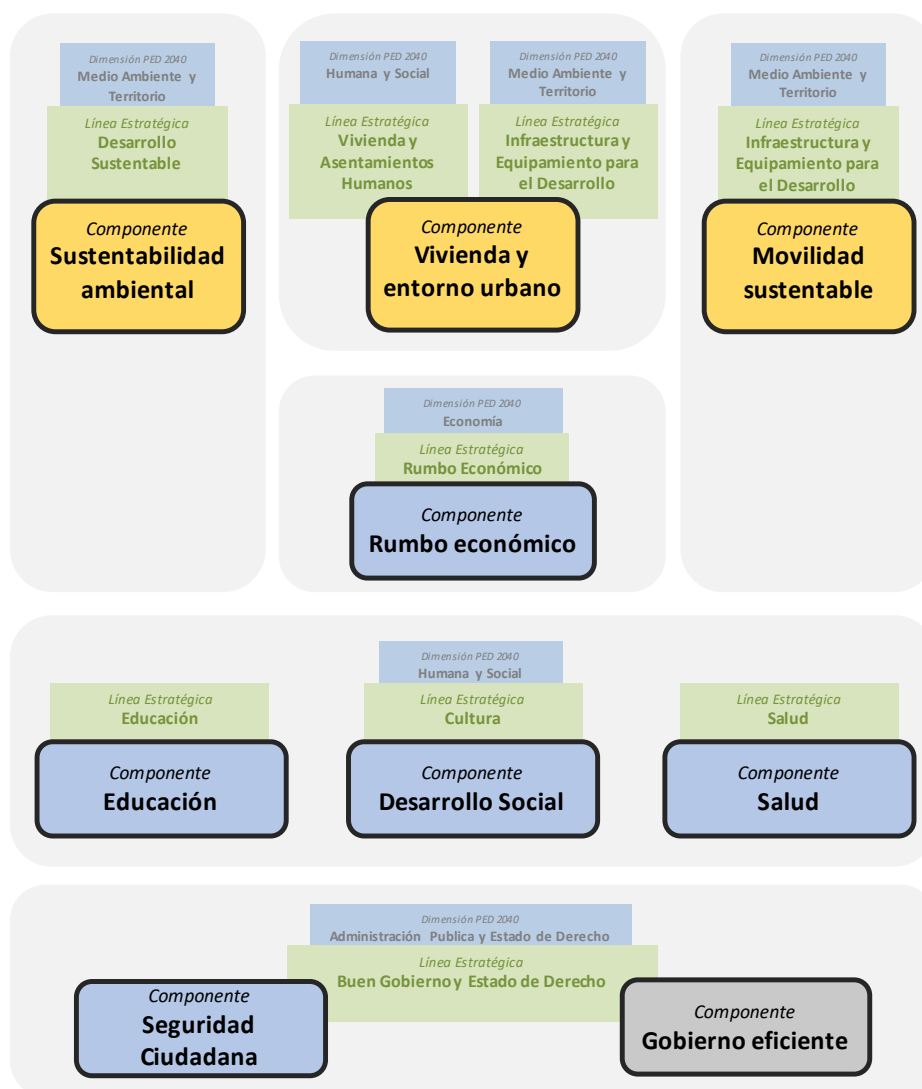 Dimensión PED 2040
Medio Ambiente y
Territorio
Línea Estratégica
Desarrollo
Sustentable
Componente
Sustentabilidad
ambiental
Dimensión PED 2040
Humana y Social
Línea Estratégica
Vivienda y
Asentamientos
Humanos
Dimensión PED 2040
Medio Ambiente y
Territorio
Línea Estratégica
Infraestructura y
Equipamiento para
el Desarrollo
Componente
Vivienda y
entorno urbano
Dimensión PED 2040
Medio Ambiente y
Territorio
Línea Estratégica
Infraestructura y
Equipamiento para
el Desarrollo
Componente
Movilidad
sustentable
Dimensión PED 2040
Economía
Línea Estratégica
Rumbo Económico
Componente
Rumbo económico
Dimensión PED 2040
Humana y Social
Línea Estratégica
Educación
Componente
Educación
Línea Estratégica
Cultura
Componente
Desarrollo Social
Línea Estratégica
Salud
Componente
Salud
Dimensión PED 2040
Administración Publica y Estado de Derecho
Línea Estratégica
Buen Gobierno y Estado de Derecho
Componente
Seguridad
Ciudadana
Componente
Gobierno eficiente